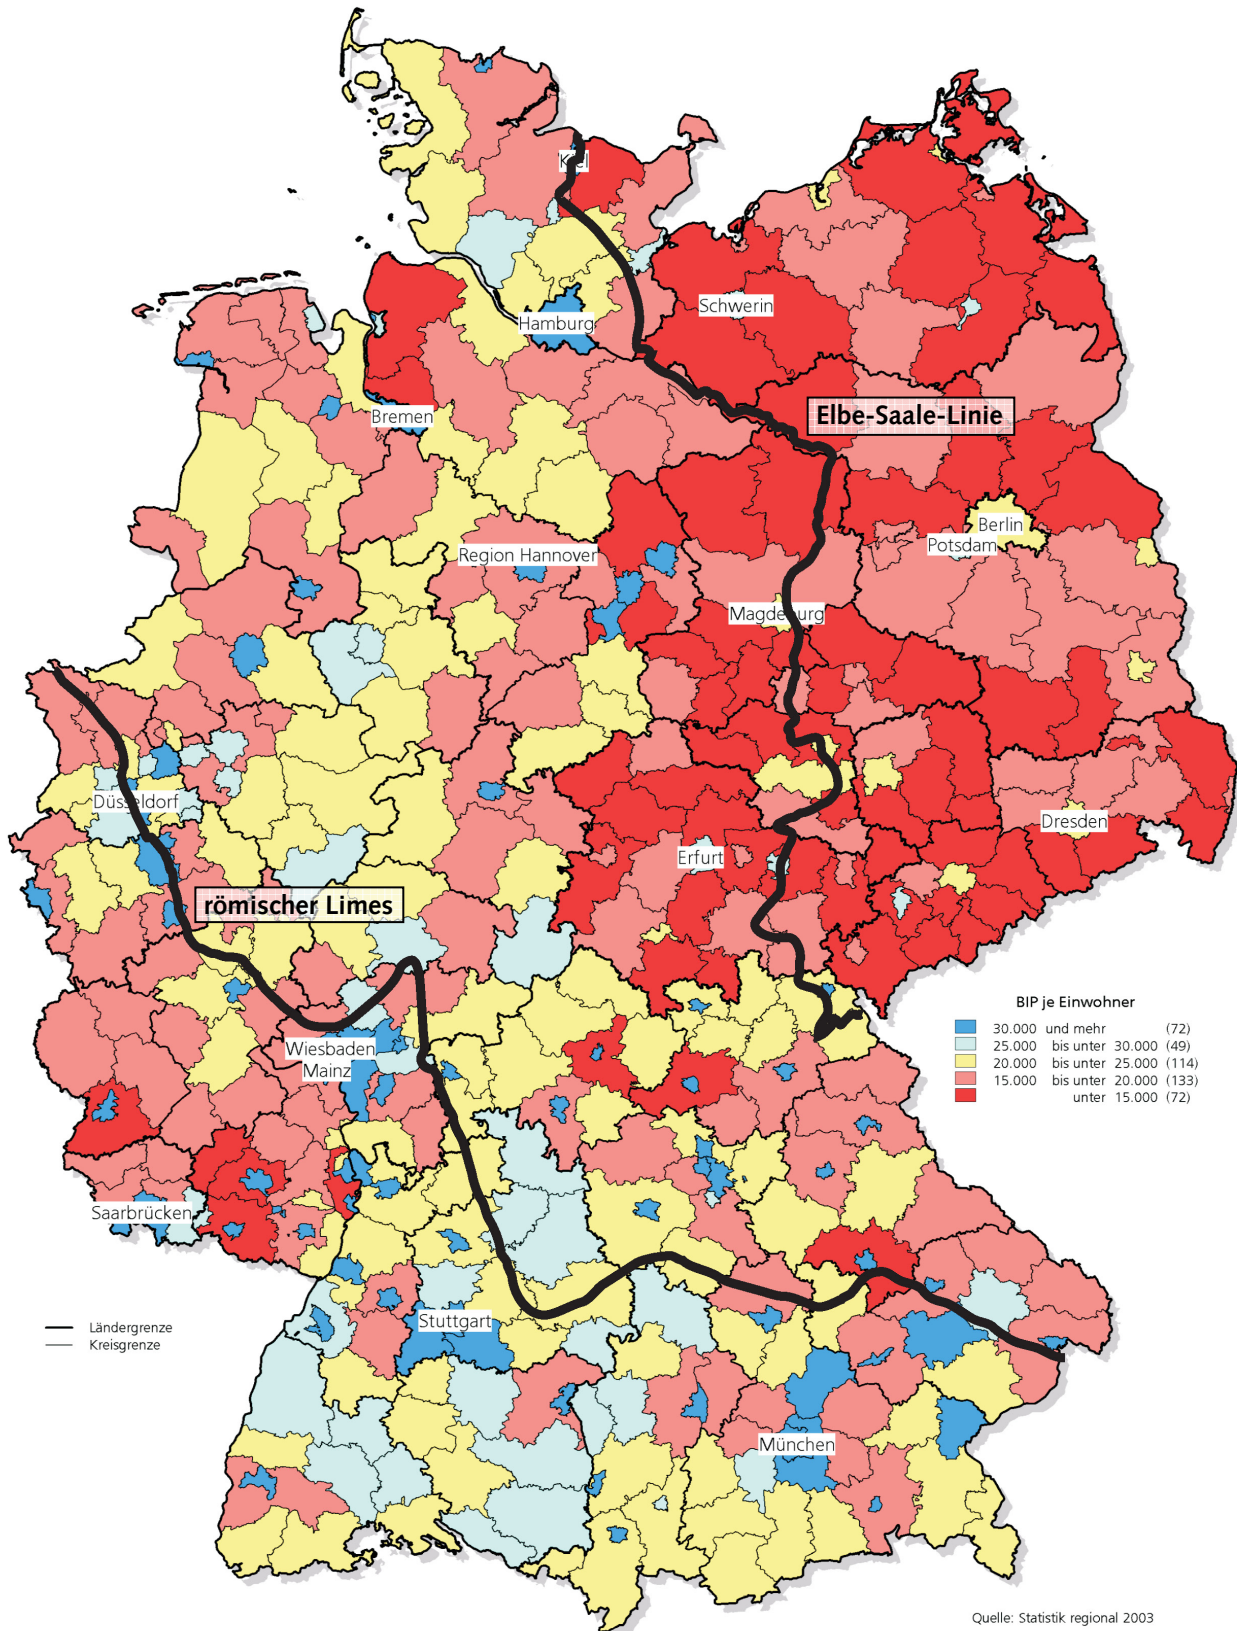 Kiel
Schwerin
Hamburg
Elbe-Saale-Linie
Bremen
Berlin
Potsdam
Region Hannover
Magdeburg
Düsseldorf
Dresden
Erfurt
römischer Limes
BIP je Einwohner
30.000 und mehr (72)
25.000 bis unter 30.000 (49)
20.000 bis unter 25.000 (114)
15.000 bis unter 20.000 (133)
unter 15.000 (72)
Wiesbaden
Mainz
Saarbrücken
Stuttgart
Ländergrenze
Kreisgrenze
München
Quelle: Statistik regional 2003